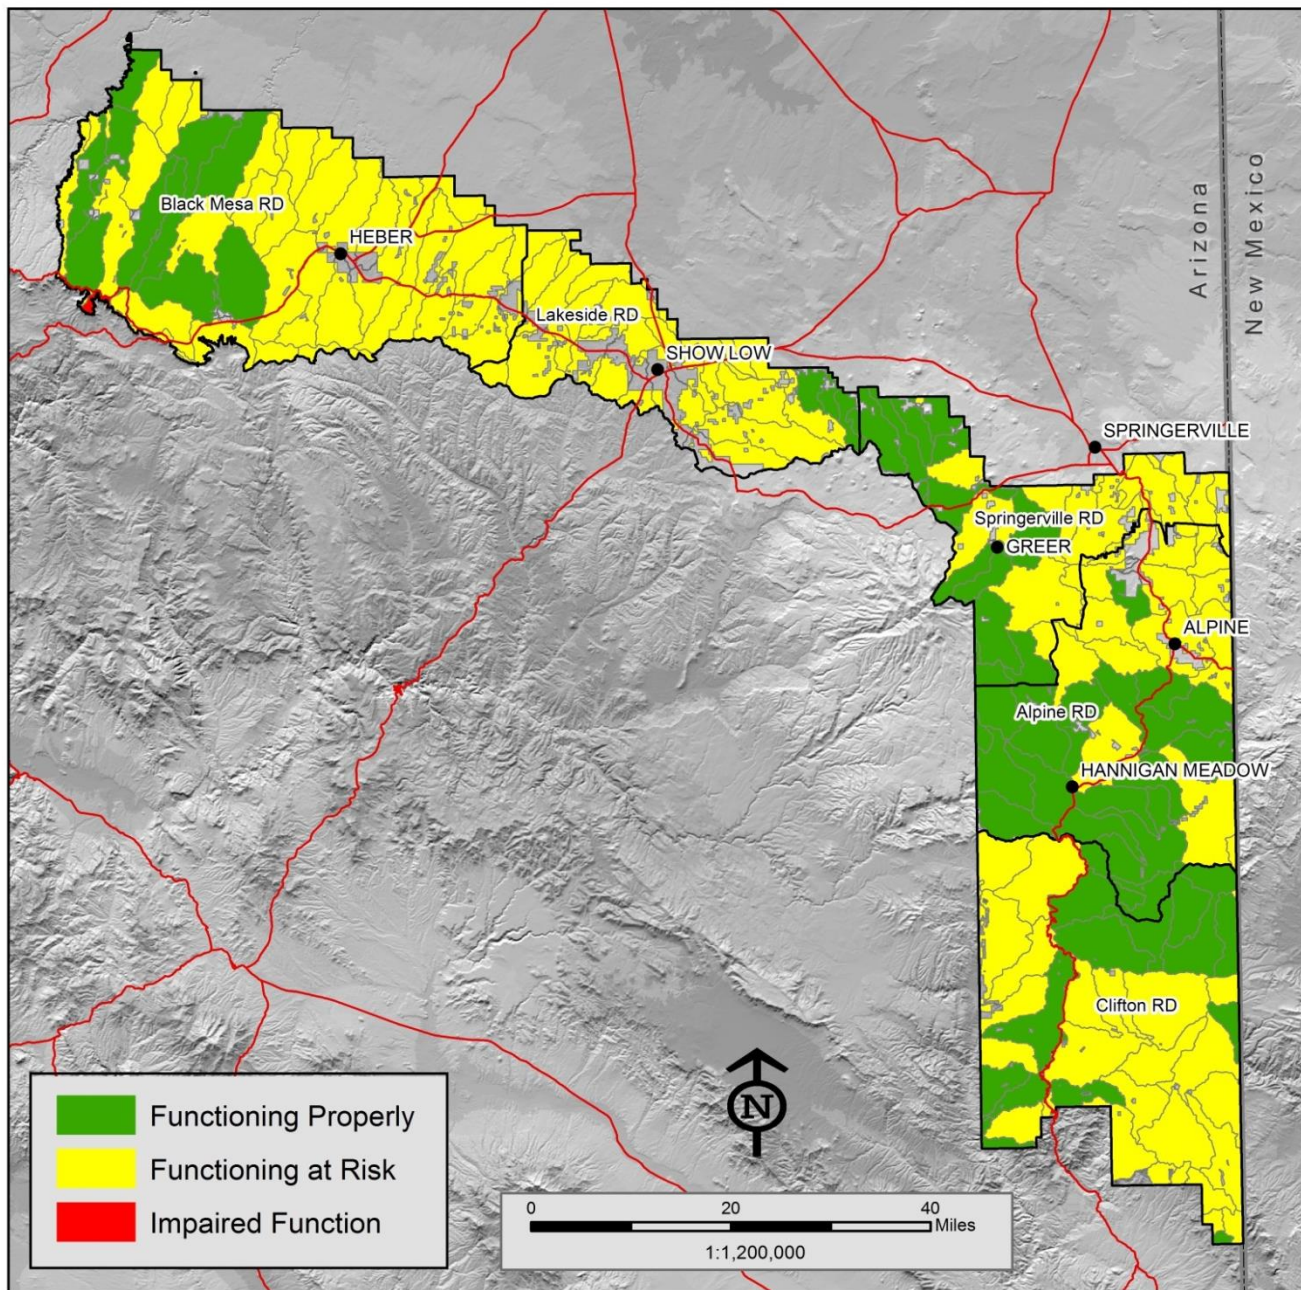 Arizona
New Mexico
Black Mesa RD
HEBER
Lakeside RD
SHOW LOW
SPRINGERVILLE
Springerville RD
GREER
ALPINE
Alpine RD
HANNIGAN MEADOW
Clifton RD
N
Functioning Properly
Functioning at Risk
Impaired Function
0 20 40
Miles
1:1,200,000